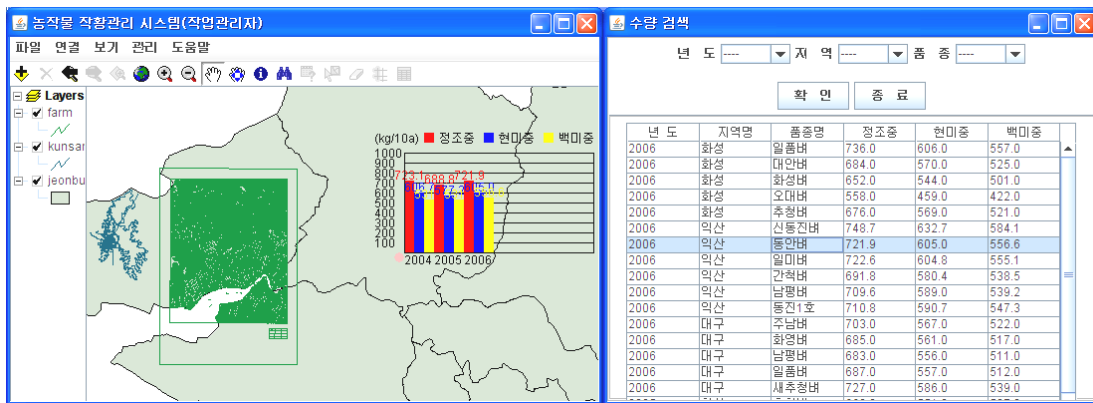 농작물 작황관리 시스템(작업관리자)
파일 연결 보기 관리 도움말
Layers
farm
kunsar
jeonbu
(kg/10a) 정조중 현미중 백미중
1000
900
800
700
600
500
400
300
200
100
723.1 688.8 721.9
2004 2005 2006
수량 검색
년 도 ---- 지 역 ---- 품 종 ----
확 인 종 료
년 도 지역명 품종명 정조중 현미중 백미중
2006 화성 일품벼 736.0 606.0 557.0
2006 화성 대안벼 684.0 570.0 525.0
2006 화성 화성벼 652.0 544.0 501.0
2006 화성 오대벼 558.0 459.0 422.0
2006 화성 추청벼 676.0 569.0 521.0
2006 익산 신동진벼 748.7 632.7 584.1
2006 익산 동안벼 721.9 605.0 556.6
2006 익산 일미벼 722.6 604.8 555.1
2006 익산 간척벼 691.8 580.4 538.5
2006 익산 남평벼 709.6 589.0 539.2
2006 익산 동진1호 710.8 590.7 547.3
2006 대구 주남벼 703.0 567.0 522.0
2006 대구 화영벼 685.0 561.0 517.0
2006 대구 남평벼 683.0 556.0 511.0
2006 대구 일품벼 687.0 557.0 512.0
2006 대구 새추청벼 727.0 586.0 539.0